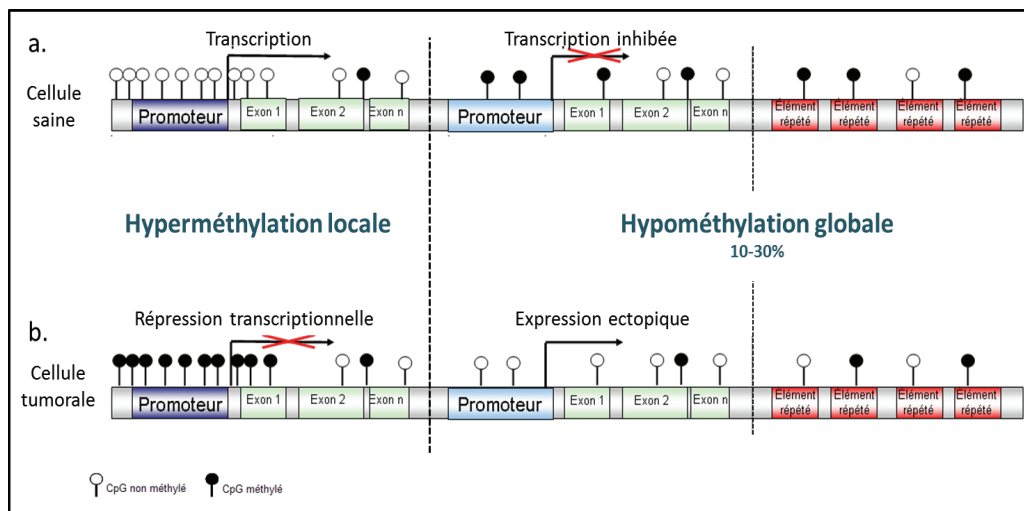 a.
Transcription
Transcription inhibée
Cellule
saine
Promoteur
Exon 1
Exon 2
Exon n
Promoteur
Exon 1
Exon 2
Exon n
Élément
répété
Élément
répété
Élément
répété
Élément
répété
Hyperméthylation locale
Hypométhylation globale
10-30%
b.
Répression transcriptionnelle
Expression ectopique
Cellule
tumorale
Promoteur
Exon 1
Exon 2
Exon n
Promoteur
Exon 1
Exon 2
Exon n
Élément
répété
Élément
répété
Élément
répété
Élément
répété
CpG non méthylé
CpG méthylé